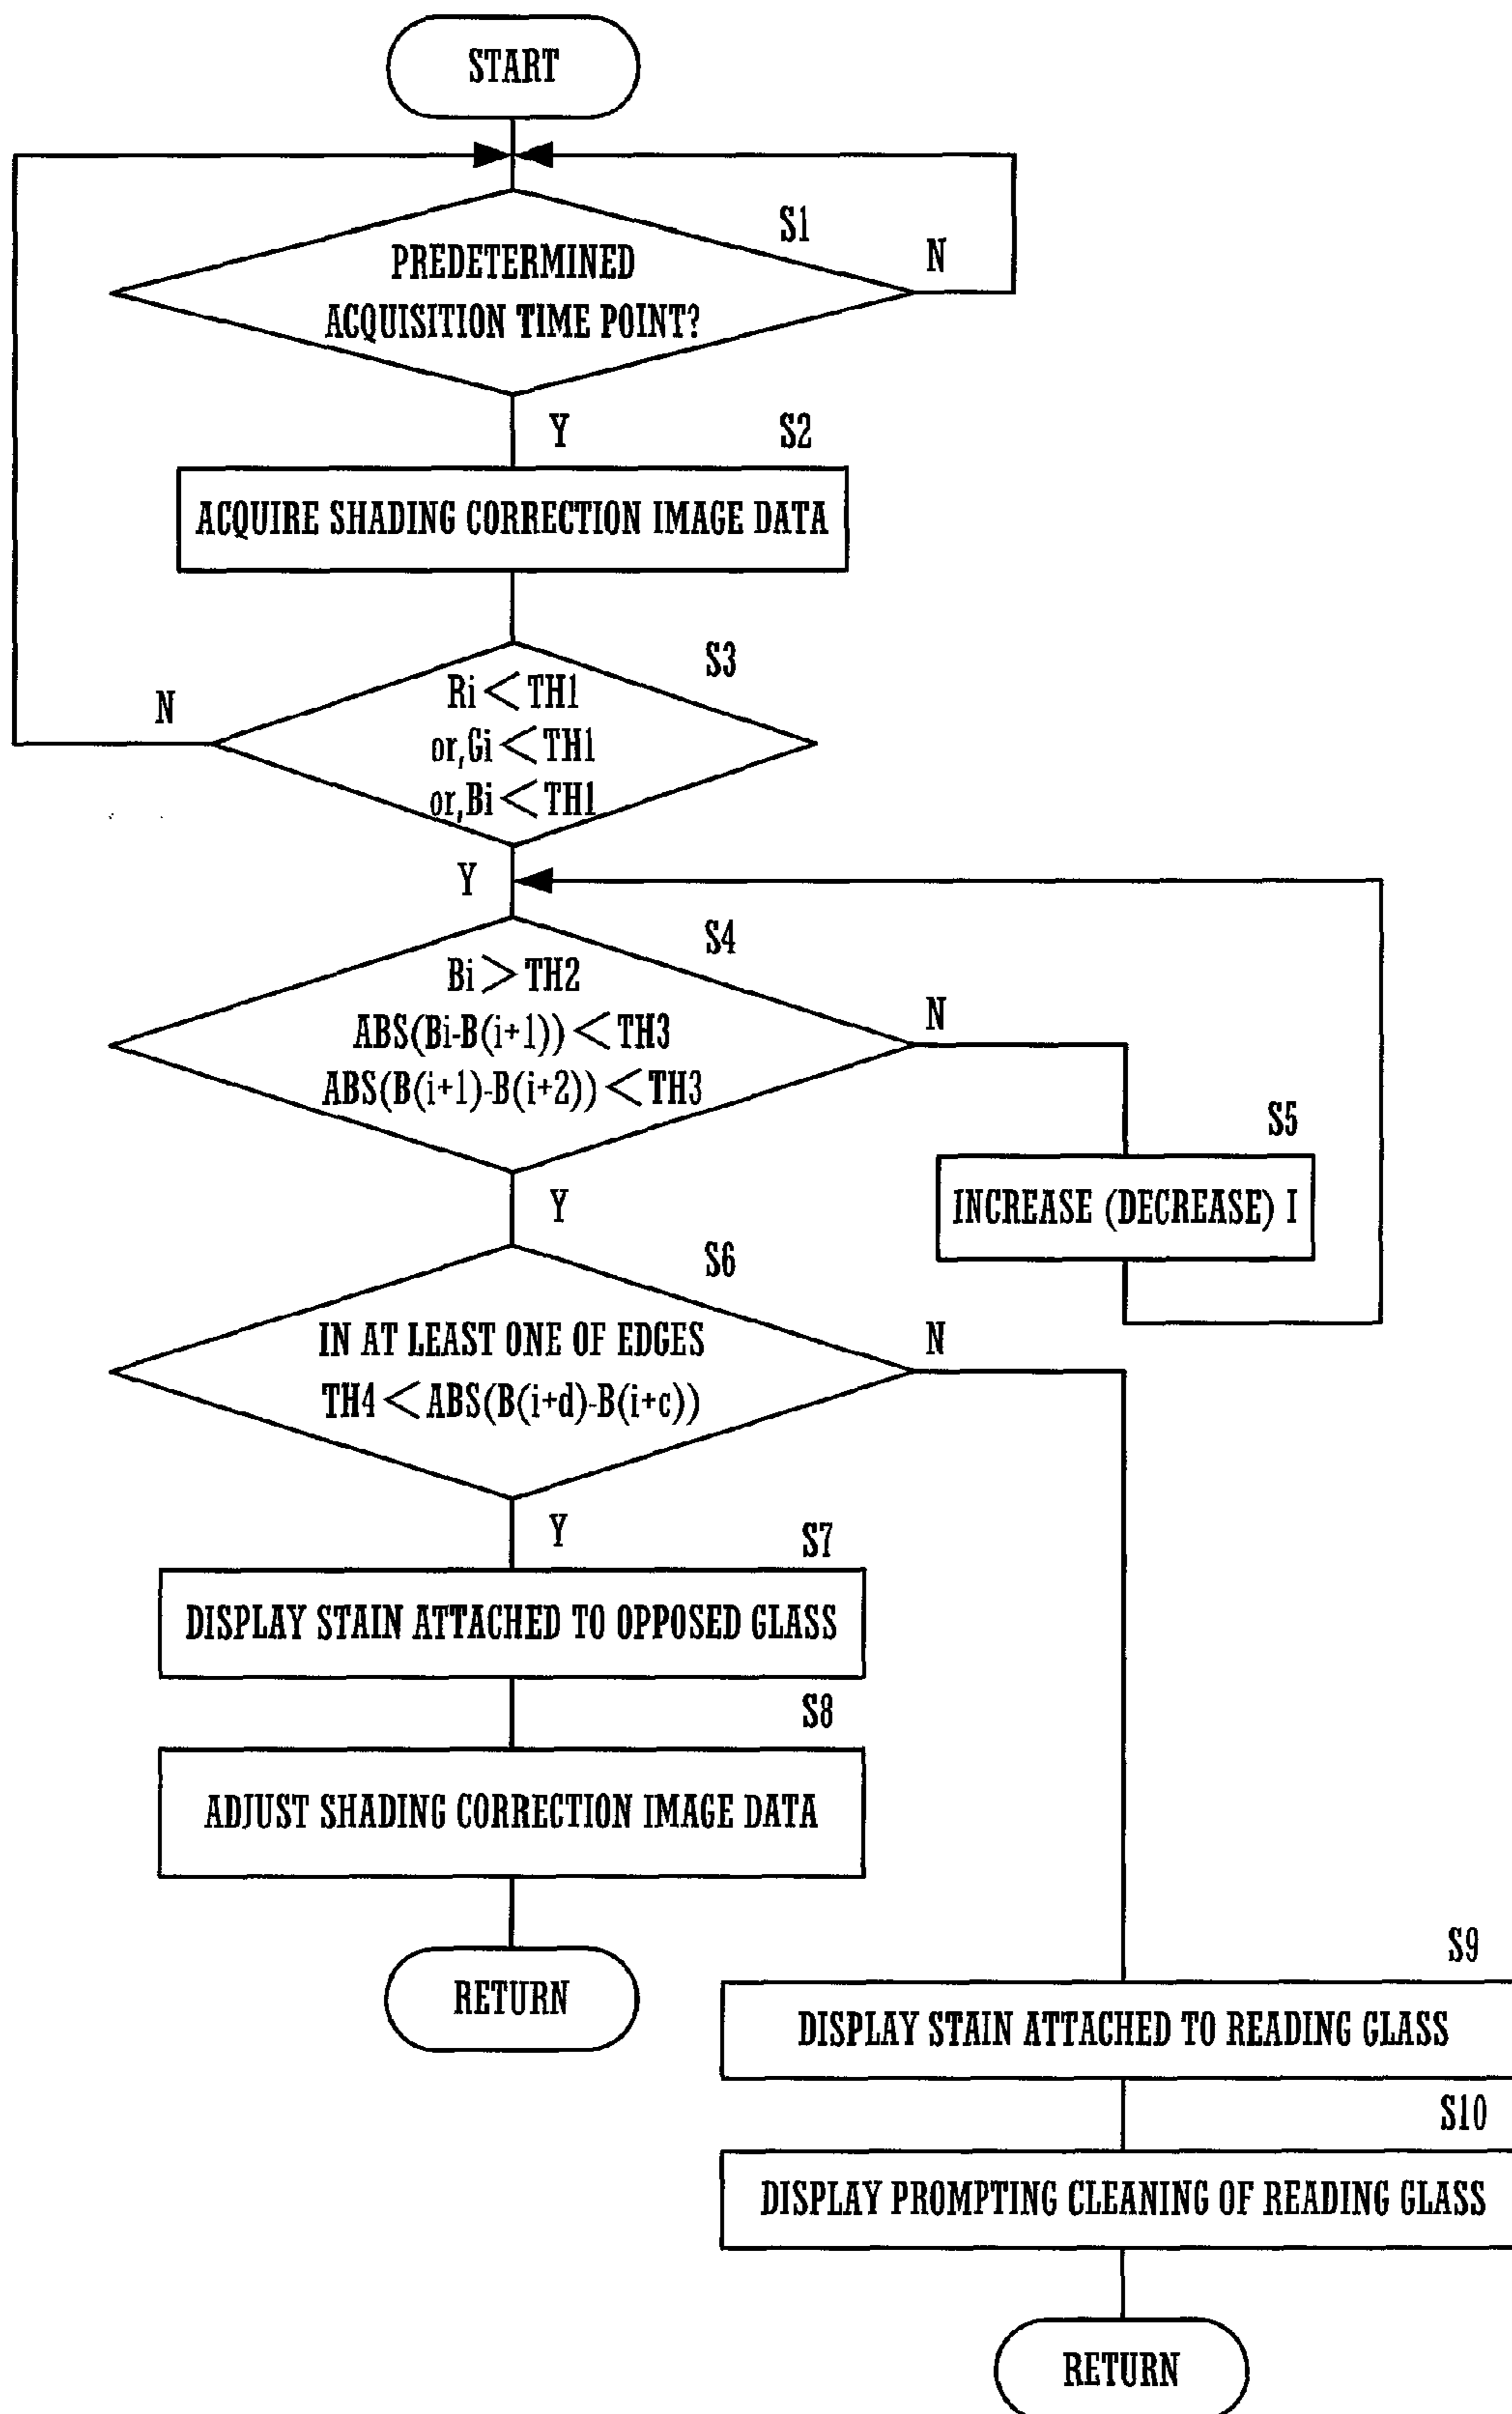 START
S1
PREDETERMINED
N
ACQUISITION TIME POINT?
Y
S2
ACQUIRE SHADING CORRECTION IMAGE DATA
S3
Ri<TH1
N
or,Gi<TH1
or,Bi<TH1
Y
S4
Bi>TH2
N
ABS(Bi-B(i+1))<TH3
ABS(B(i+1)-B(i+2))<TH3
S5
INCREASE (DECREASE) I
Y
S6
IN AT LEAST ONE OF EDGES
N
TH4<ABS(B(i+d)-B(i+c))
Y
S7
DISPLAY STAIN ATTACHED TO OPPOSED GLASS
S8
ADJUST SHADING CORRECTION IMAGE DATA
RETURN
S9
DISPLAY STAIN ATTACHED TO READING GLASS
S10
DISPLAY PROMPTING CLEANING OF READING GLASS
RETURN